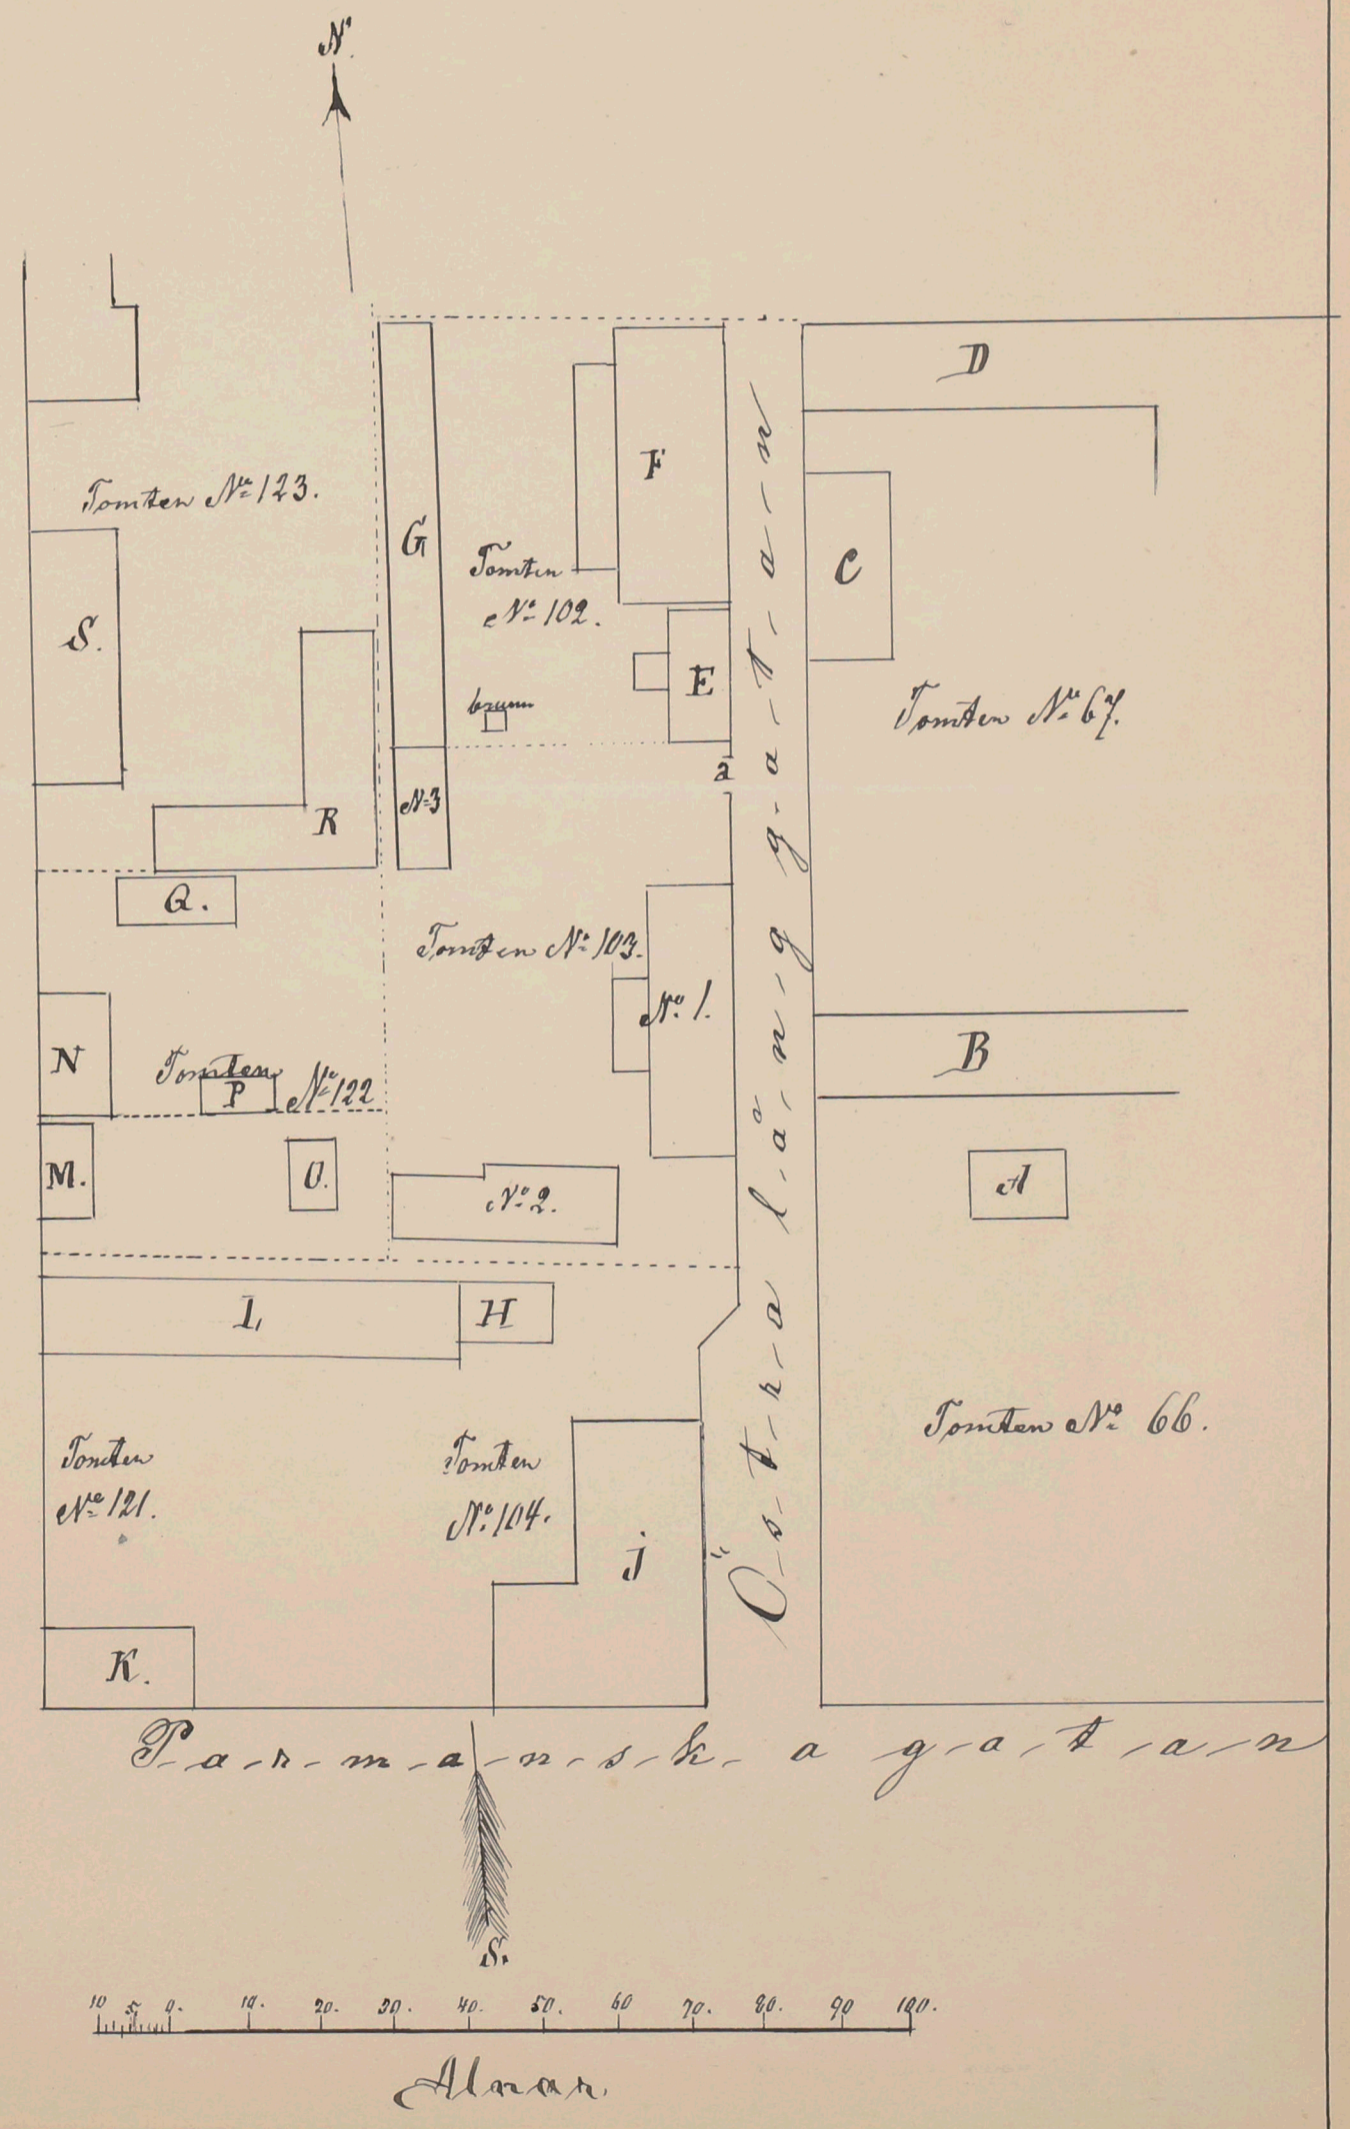 N.
D
F
Tomten No 123.
G
Tomten
No 102.
C
S.
E
brunn
Tomten No 67.
a
No 3
R
Q.
Tomten No 103.
No 1.
N
Tomten
P
No 122
B
M.
O.
No 2.
A
L
H
Östra långgatan
Tomten No 66.
Tomten
No 121.
Tomten
No 104.
J
K.
Parmanska gatan
S.
10 5 0. 10. 20. 30. 40. 50. 60 70. 80. 90 100.
Alnar.